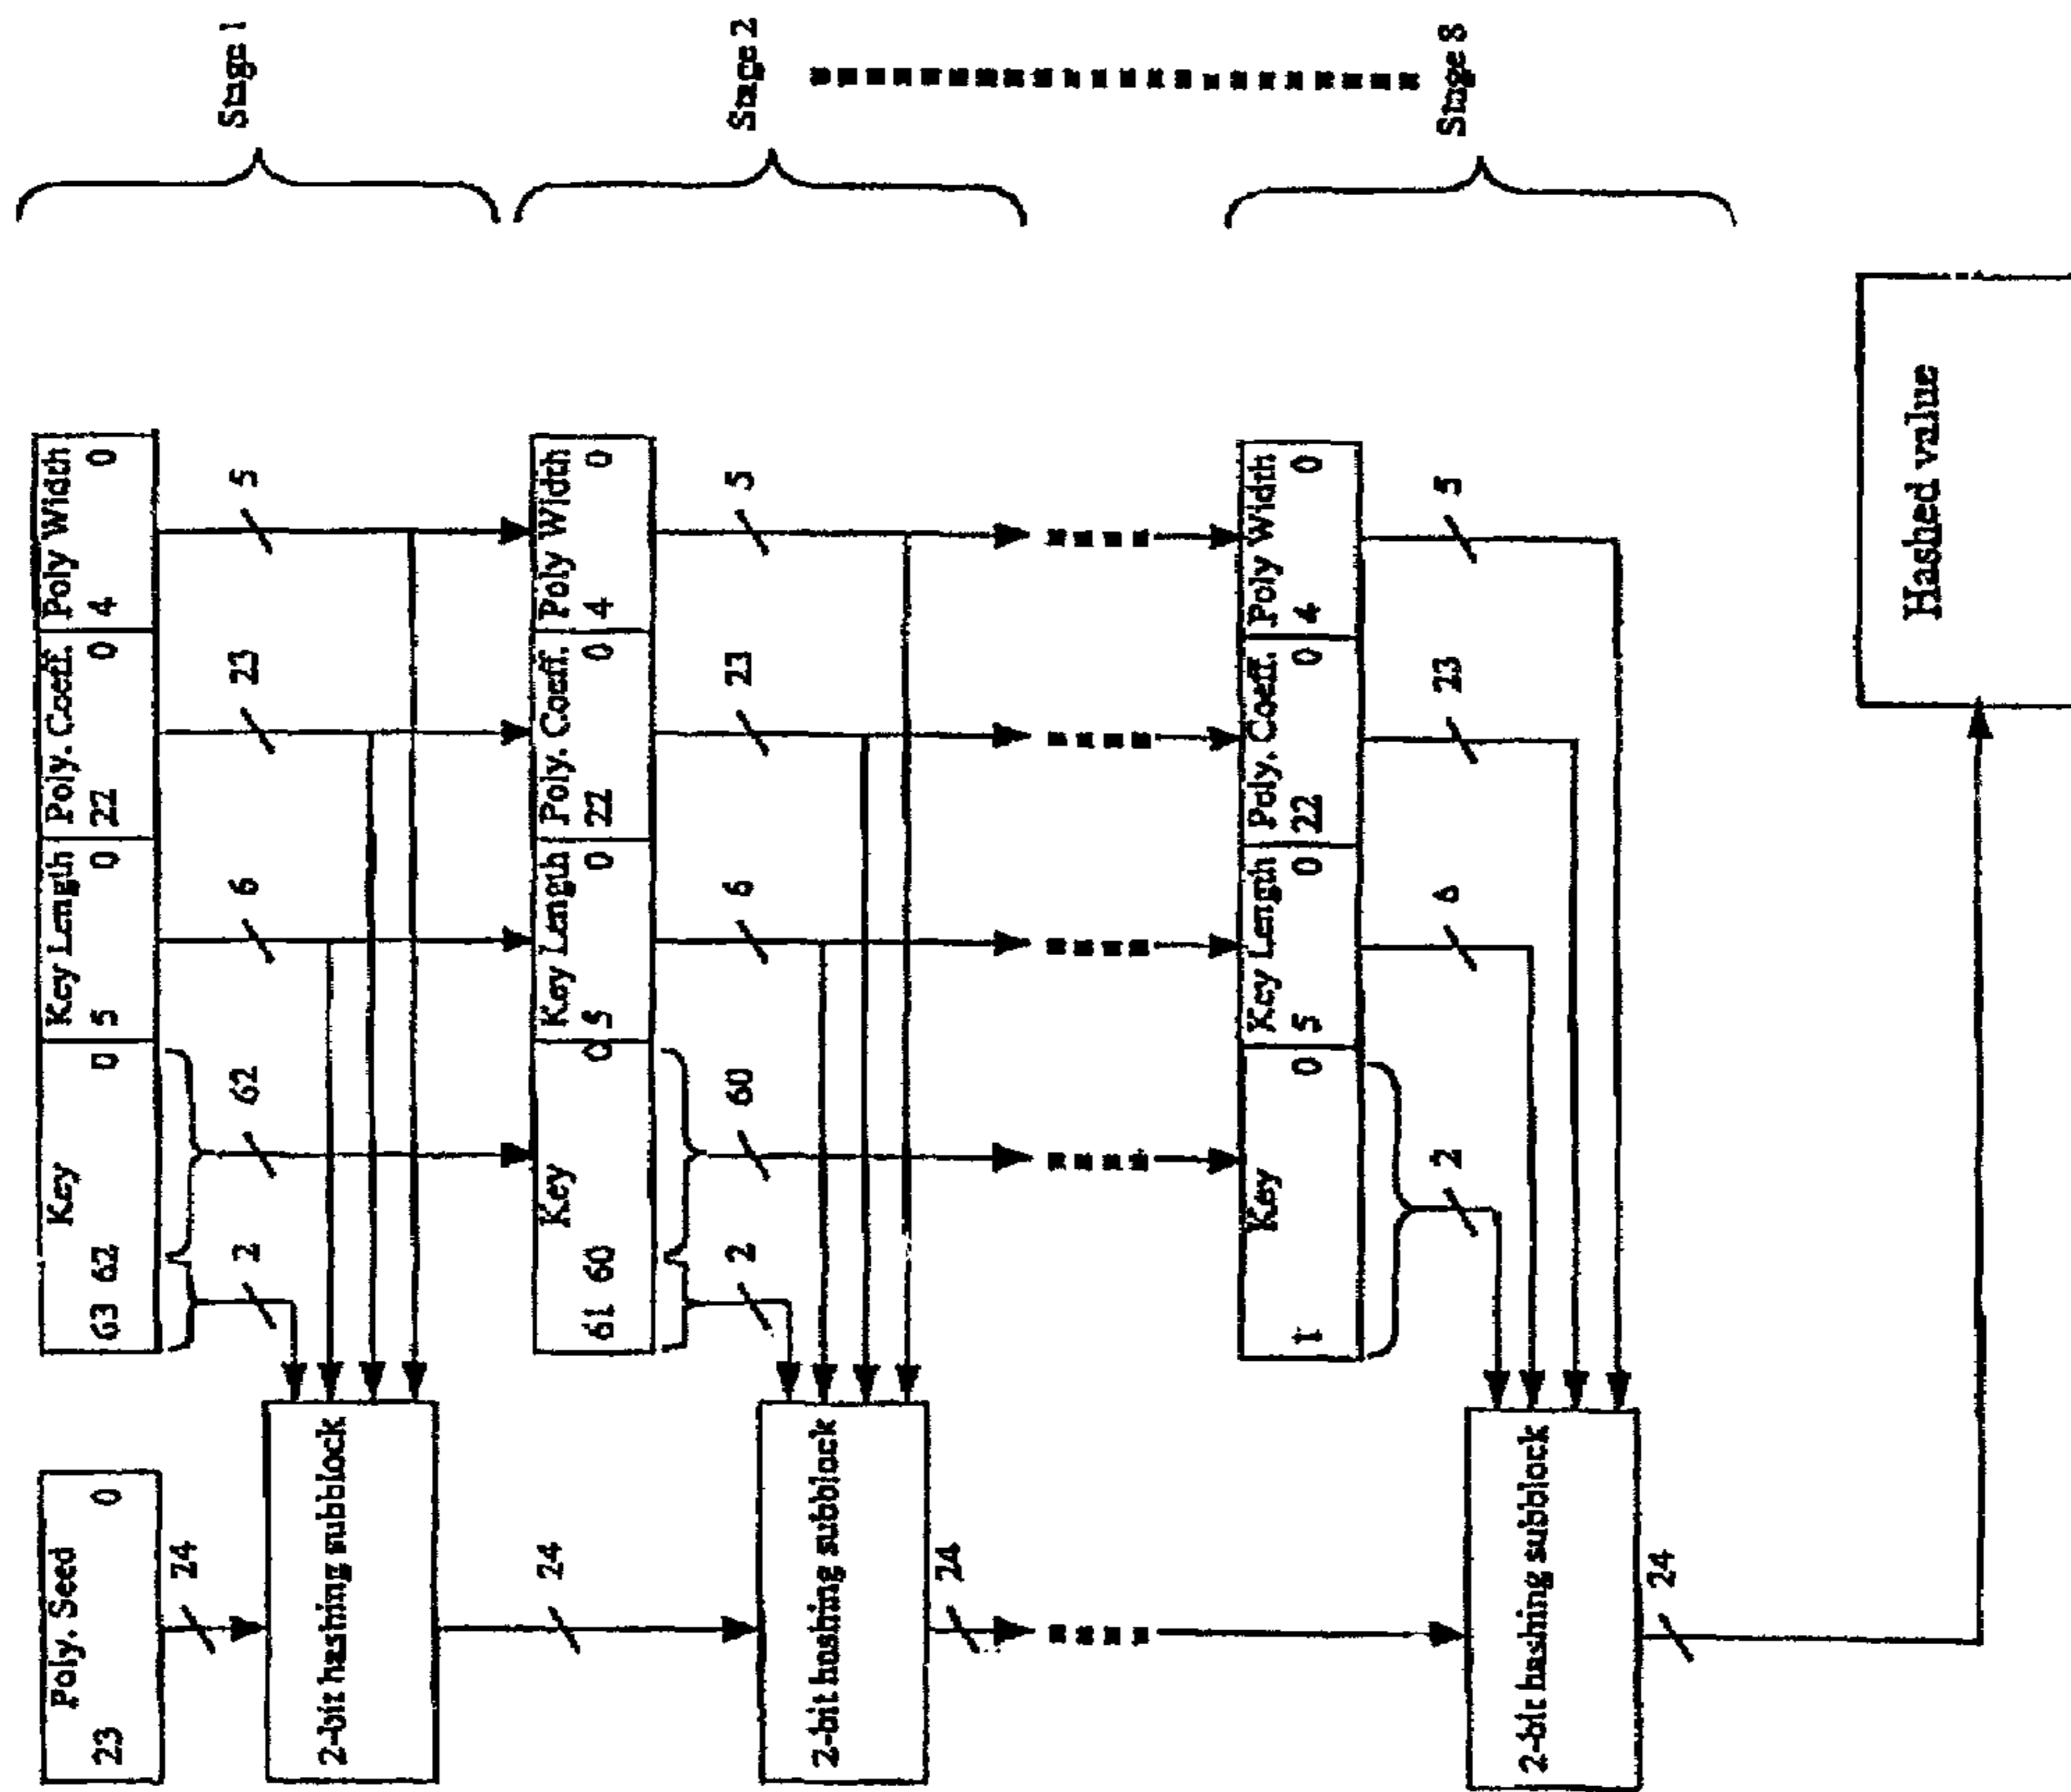 Poly. Seed
23 0
24
Key
63 62 0
Key Length
5 0
Poly. Coeff.
22 0
Poly Width
4 0
2
62
6
23
5
Stage 1
2-bit hashing subblock
24
Key
61 60 0
Key Length
5 0
Poly. Coeff.
22 0
Poly Width
4 0
2
60
6
23
5
Stage 2
2-bit hashing subblock
24
Key
1 0
Key Length
5 0
Poly. Coeff.
22 0
Poly Width
4 0
2
6
23
5
Stage 8
2-bit hashing subblock
24
Hashed value